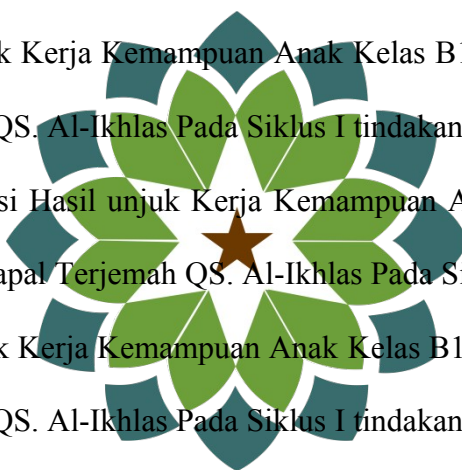 k Kerja Kemampuan Anak Kelas B1
QS. Al-Ikhlas Pada Siklus I tindakan
si Hasil unjuk Kerja Kemampuan A
apal Terjemah QS. Al-Ikhlas Pada Si
k Kerja Kemampuan Anak Kelas B1
QS. Al-Ikhlas Pada Siklus I tindakan